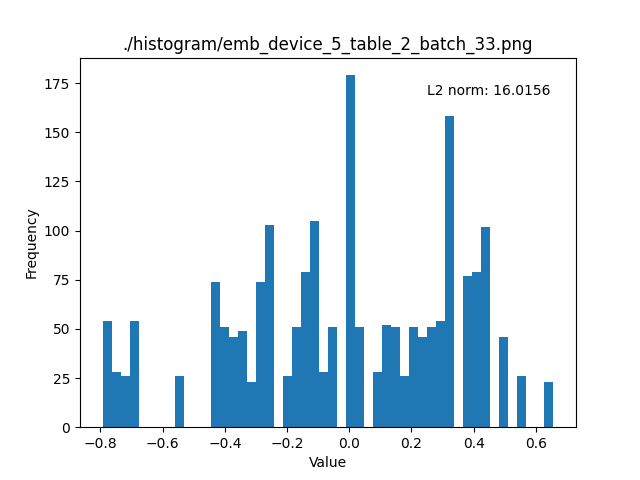 ./histogram/emb_device_5_table_2_batch_33.png
L2 norm: 16.0156
175
150
125
100
75
50
25
0
Frequency
−0.8 −0.6 −0.4 −0.2 0.0 0.2 0.4 0.6
Value